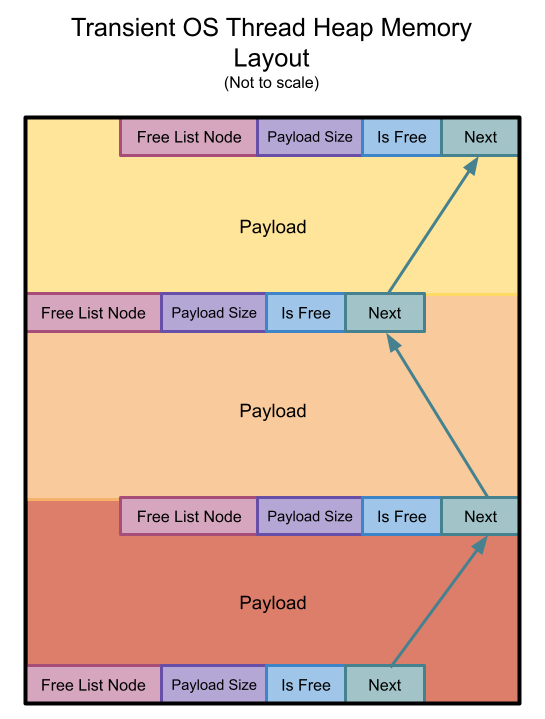 Transient OS Thread Heap Memory
Layout
(Not to scale)
Free List Node Payload Size Is Free Next
Payload
Free List Node Payload Size Is Free Next
Payload
Free List Node Payload Size Is Free Next
Payload
Free List Node Payload Size Is Free Next